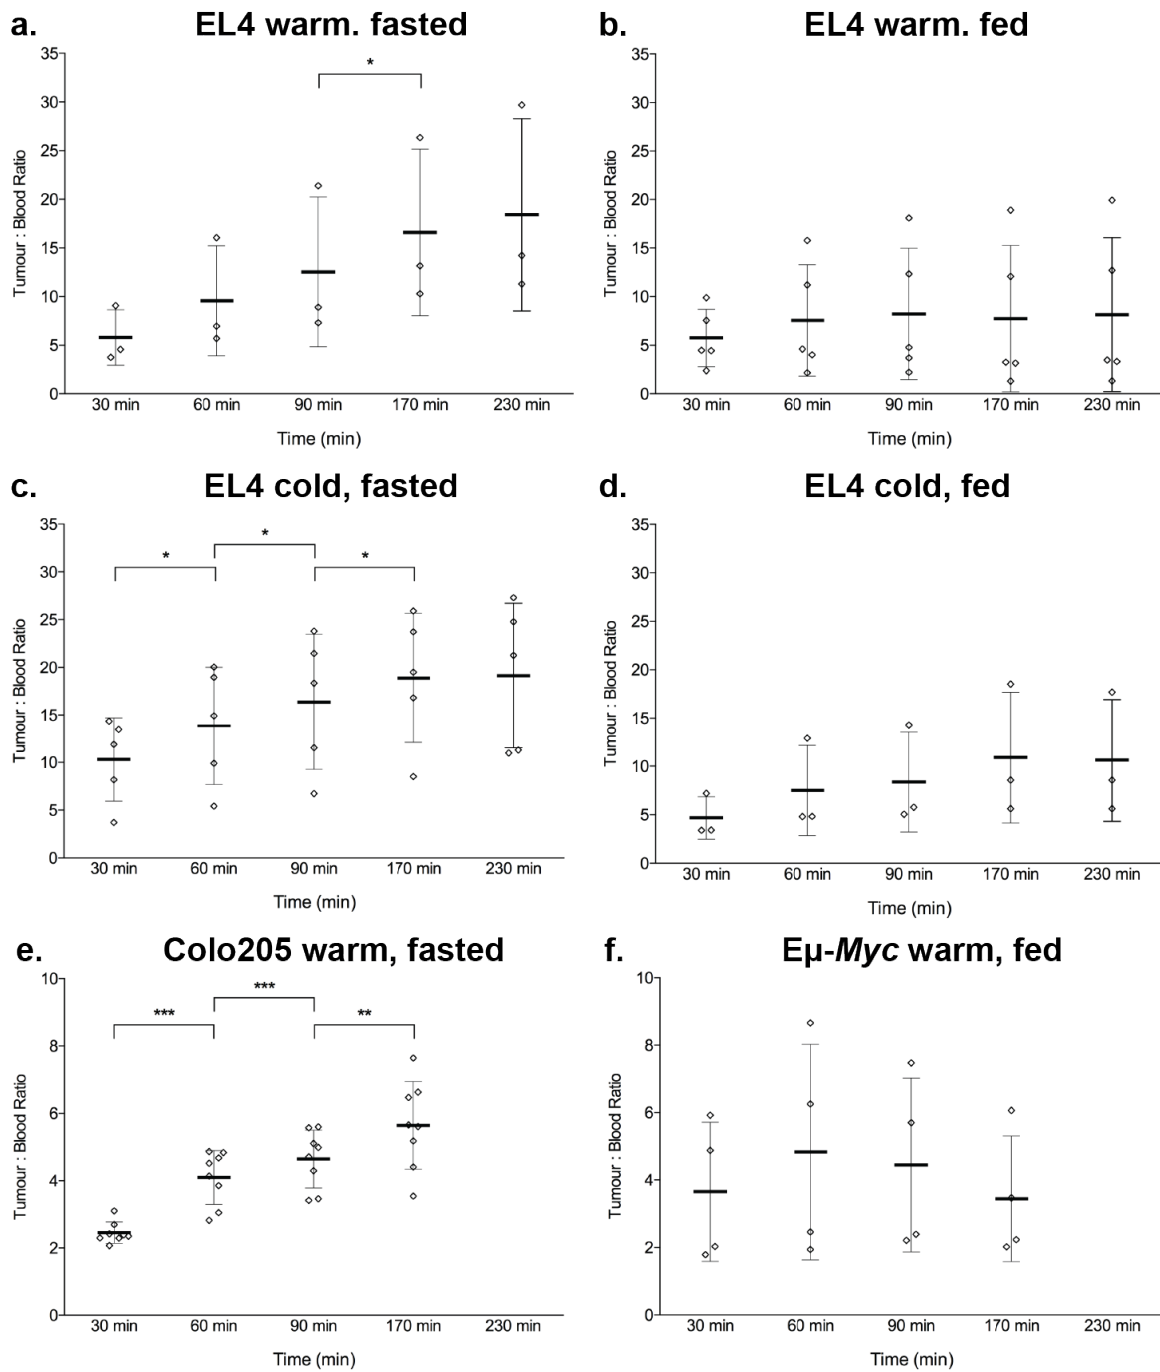 a. EL4 warm. fasted
35
30
25
20
15
10
5
0
Tumour : Blood Ratio
*
30 min 60 min 90 min 170 min 230 min
Time (min)
b. EL4 warm. fed
35
30
25
20
15
10
5
0
Tumour : Blood Ratio
30 min 60 min 90 min 170 min 230 min
Time (min)
c. EL4 cold, fasted
35
30
25
20
15
10
5
0
Tumour : Blood Ratio
* * *
30 min 60 min 90 min 170 min 230 min
Time (min)
d. EL4 cold, fed
35
30
25
20
15
10
5
0
Tumour : Blood Ratio
30 min 60 min 90 min 170 min 230 min
Time (min)
e. Colo205 warm, fasted
10
8
6
4
2
0
Tumour : Blood Ratio
*** *** **
30 min 60 min 90 min 170 min 230 min
Time (min)
f. Eμ-Myc warm, fed
10
8
6
4
2
0
Tumour : Blood Ratio
30 min 60 min 90 min 170 min 230 min
Time (min)